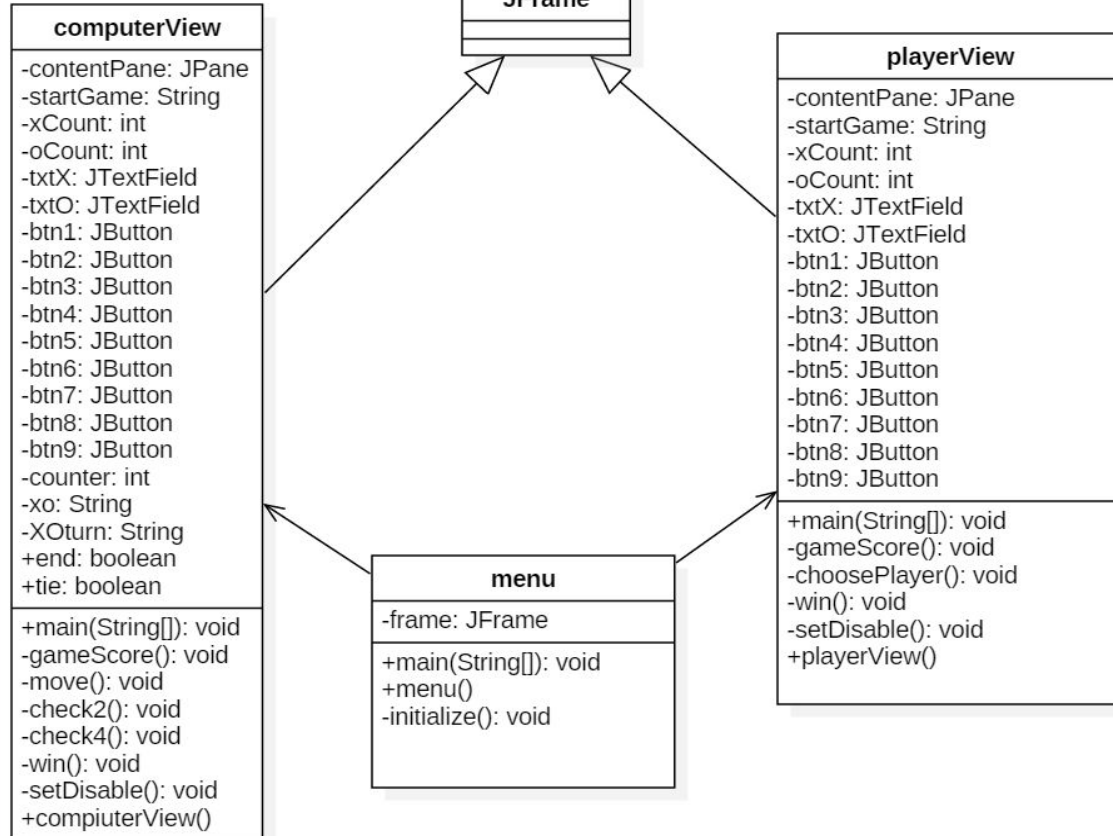 computerView
-contentPane: JPane
-startGame: String
-xCount: int
-oCount: int
-txtX: JTextField
-txtO: JTextField
-btn1: JButton
-btn2: JButton
-btn3: JButton
-btn4: JButton
-btn5: JButton
-btn6: JButton
-btn7: JButton
-btn8: JButton
-btn9: JButton
-counter: int
-xo: String
-XOturn: String
+end: boolean
+tie: boolean
+main(String[]): void
-gameScore(): void
-move(): void
-check2(): void
-check4(): void
-win(): void
-setDisable(): void
+compiuterView()
JFrame
menu
-frame: JFrame
+main(String[]): void
+menu()
-initialize(): void
playerView
-contentPane: JPane
-startGame: String
-xCount: int
-oCount: int
-txtX: JTextField
-txtO: JTextField
-btn1: JButton
-btn2: JButton
-btn3: JButton
-btn4: JButton
-btn5: JButton
-btn6: JButton
-btn7: JButton
-btn8: JButton
-btn9: JButton
+main(String[]): void
-gameScore(): void
-choosePlayer(): void
-win(): void
-setDisable(): void
+playerView()